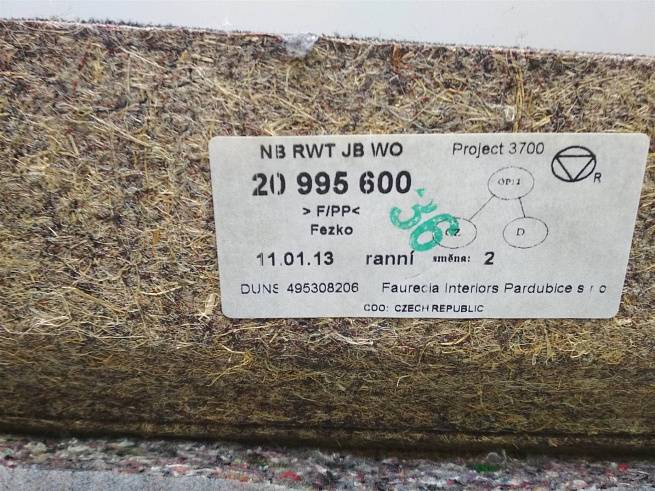 NB RWT JB WO Project 3700
20 995 600
R
> F/PP<
36
D
Fezko
11.01.13 ranní směna: 2
DUNS 495308206 Faurecia Interiors Pardubice s r o
COO: CZECH REPUBLIC